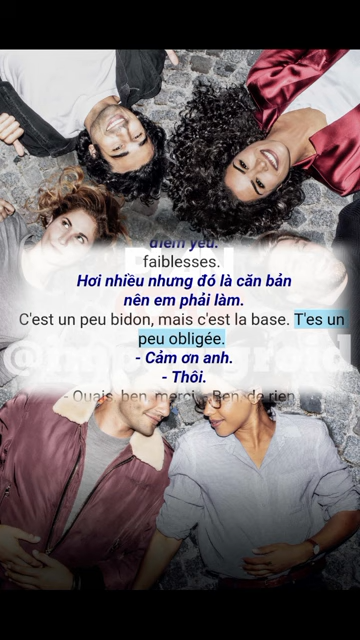 điểm yếu.
faiblesses.
Hơi nhiều nhưng đó là căn bản
nên em phải làm.
C'est un peu bidon, mais c'est la base. T'es un
peu obligée.
- Cảm ơn anh.
- Thôi.
- Ouais, ben, merci. - Ben, de rien.